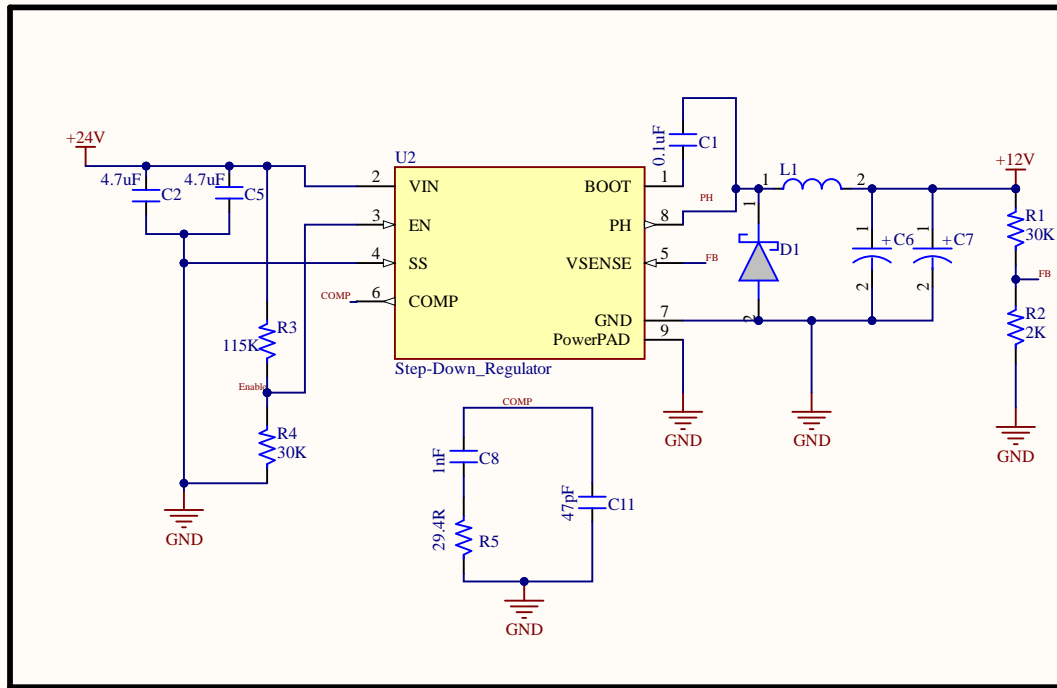 +24V
4.7uF
C2
4.7uF
C5
U2
2
VIN
3
EN
4
SS
6
COMP
COMP
BOOT
1
PH
8
VSENSE
5
GND
7
PowerPAD
9
Step-Down_Regulator
0.1uF
C1
PH
FB
1
L1
2
1
D1
2
1
+
C6
2
1
+
C7
2
+12V
R1
30K
FB
R2
2K
R3
115K
Enable
R4
30K
GND
GND
GND
GND
COMP
1nF
C8
29.4R
R5
47pF
C11
GND